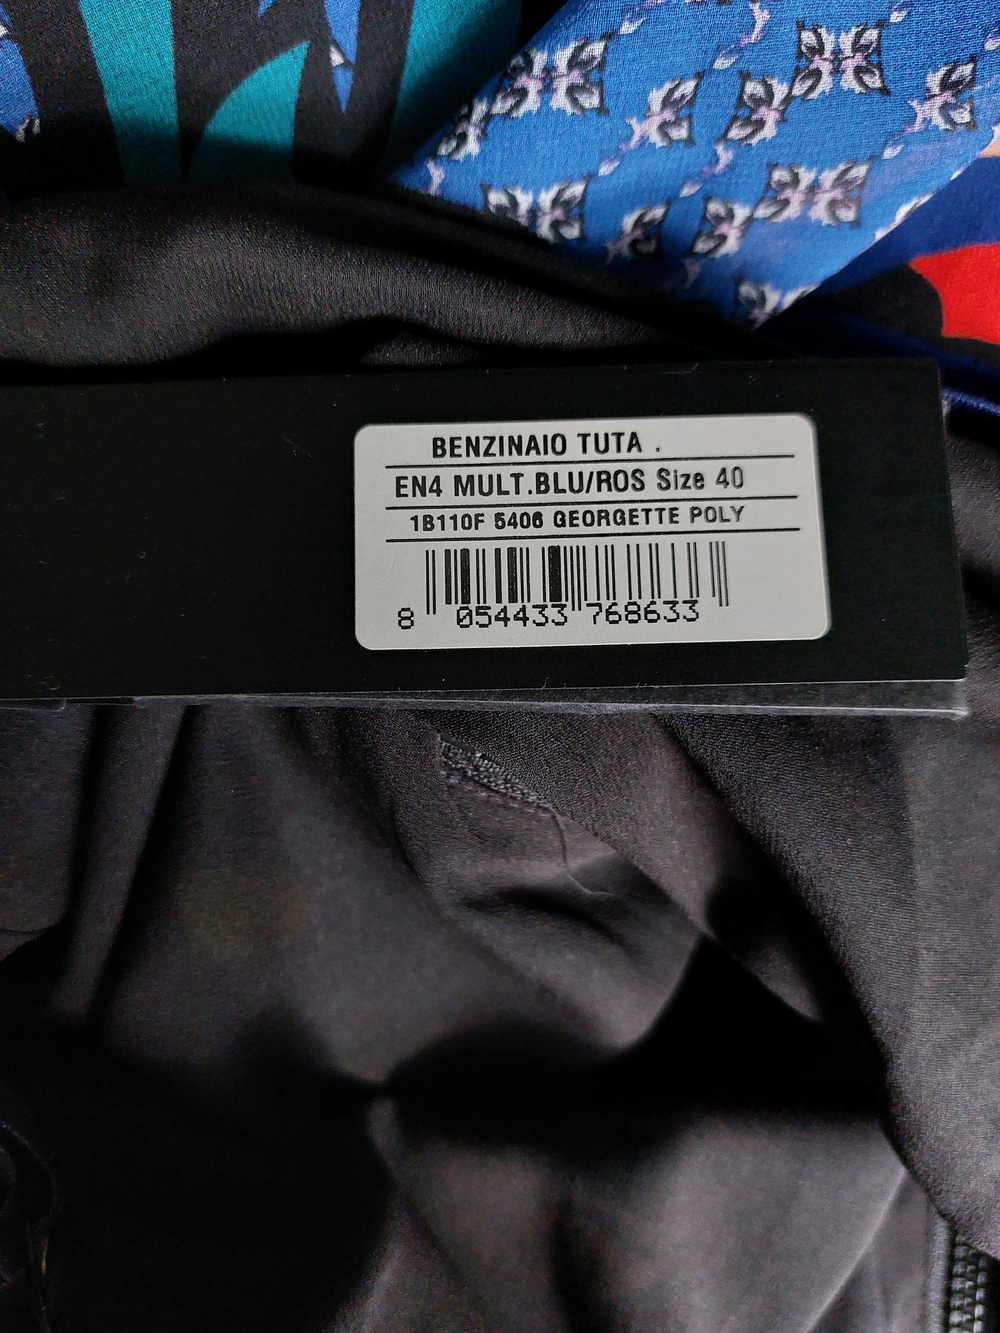 BENZINAIO TUTA .
EN4 MULT.BLU/ROS Size 40
1B110F 5406 GEORGETTE POLY
8 054433 768633